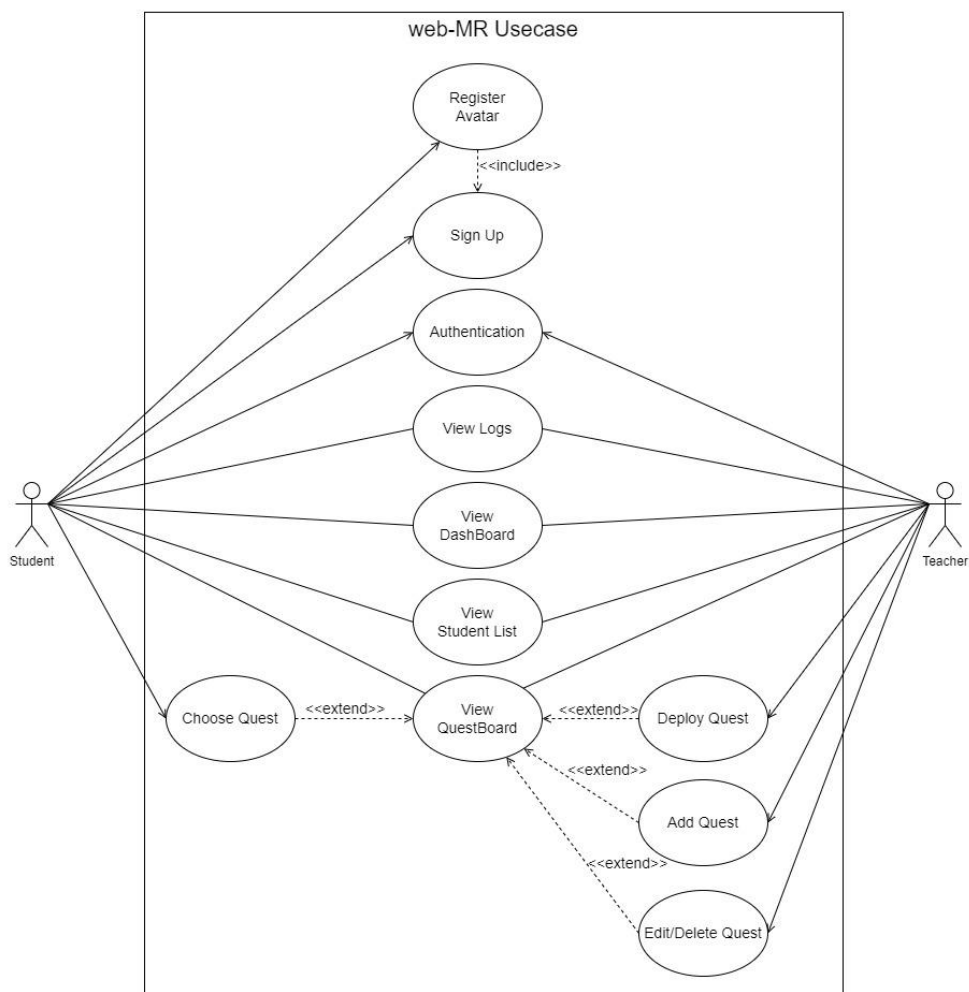 web-MR Usecase
Register
Avatar
<<include>>
Sign Up
Authentication
View Logs
View
DashBoard
Student
Teacher
View
Student List
Choose Quest
<<extend>>
View
QuestBoard
<<extend>>
Deploy Quest
<<extend>>
Add Quest
<<extend>>
Edit/Delete Quest